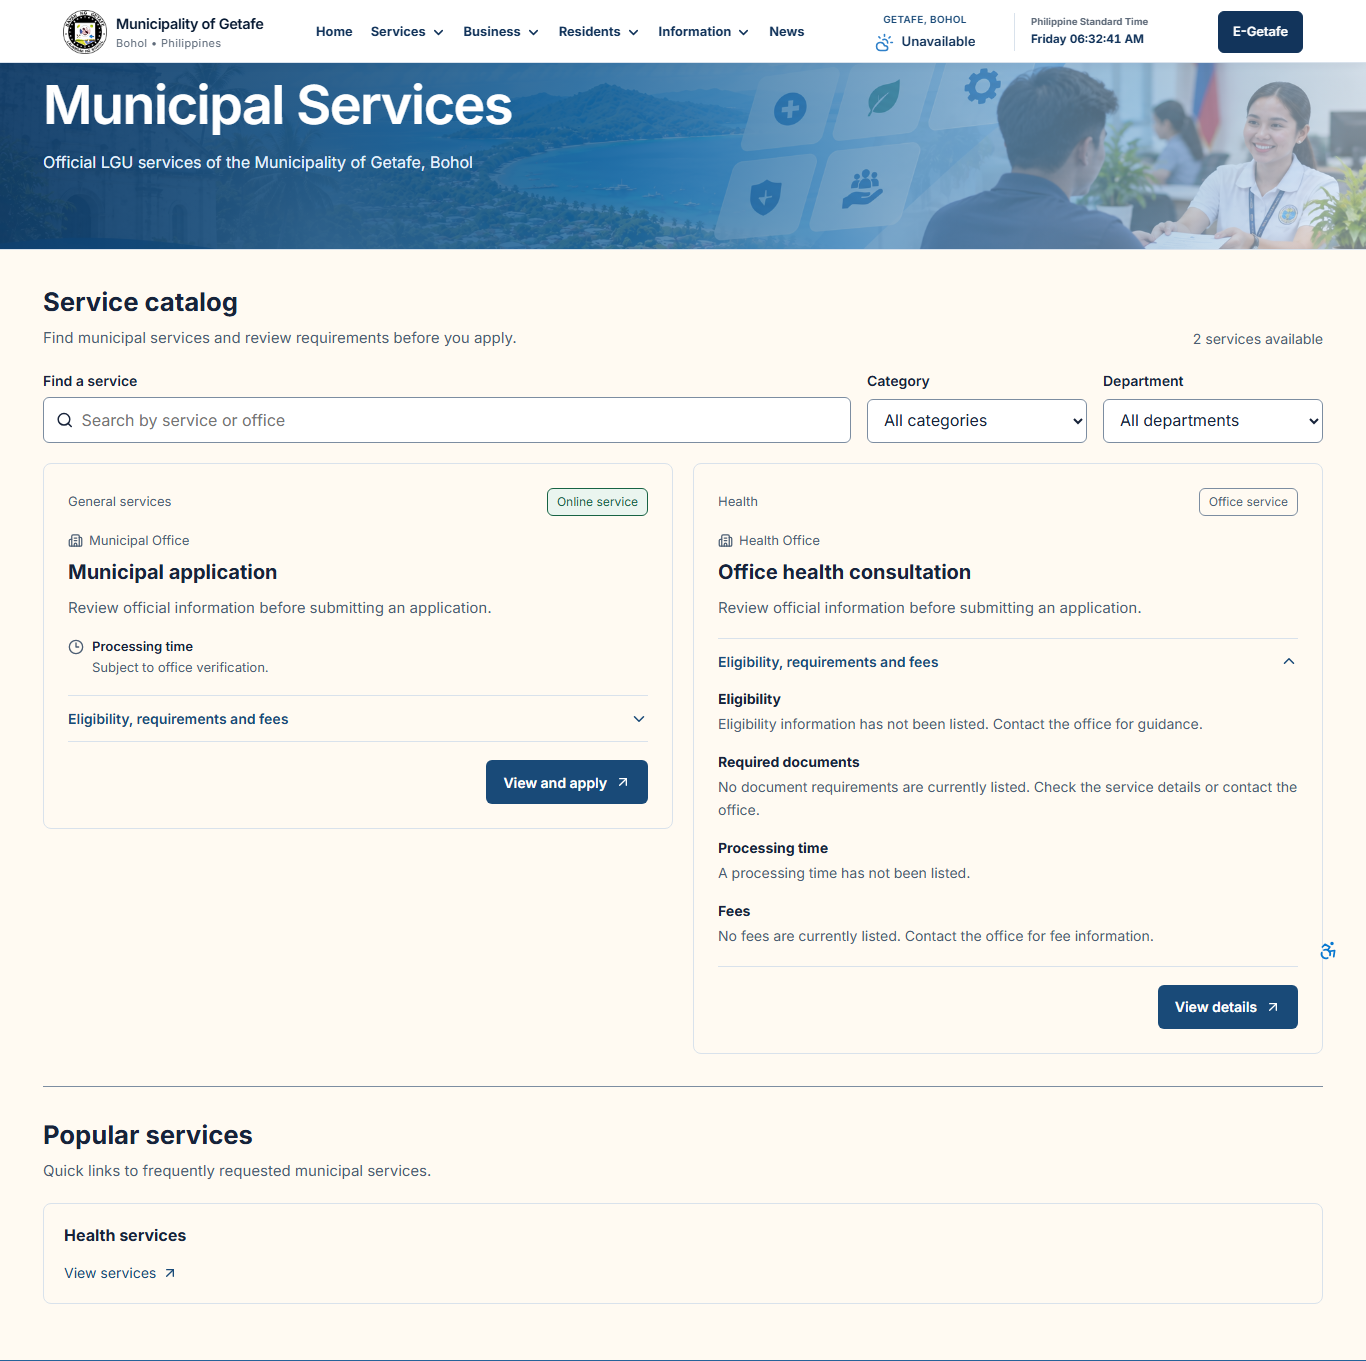 Municipality of Getafe
Bohol • Philippines
Home
Services
Business
Residents
Information
News
GETAFE, BOHOL
Unavailable
Philippine Standard Time
Friday 06:32:41 AM
E-Getafe
Municipal Services
Official LGU services of the Municipality of Getafe, Bohol
Service catalog
Find municipal services and review requirements before you apply.
2 services available
Find a service
Search by service or office
Category
All categories
Department
All departments
General services
Online service
Municipal Office
Municipal application
Review official information before submitting an application.
Processing time
Subject to office verification.
Eligibility, requirements and fees
View and apply
Health
Office service
Health Office
Office health consultation
Review official information before submitting an application.
Eligibility, requirements and fees
Eligibility
Eligibility information has not been listed. Contact the office for guidance.
Required documents
No document requirements are currently listed. Check the service details or contact the
office.
Processing time
A processing time has not been listed.
Fees
No fees are currently listed. Contact the office for fee information.
View details
Popular services
Quick links to frequently requested municipal services.
Health services
View services